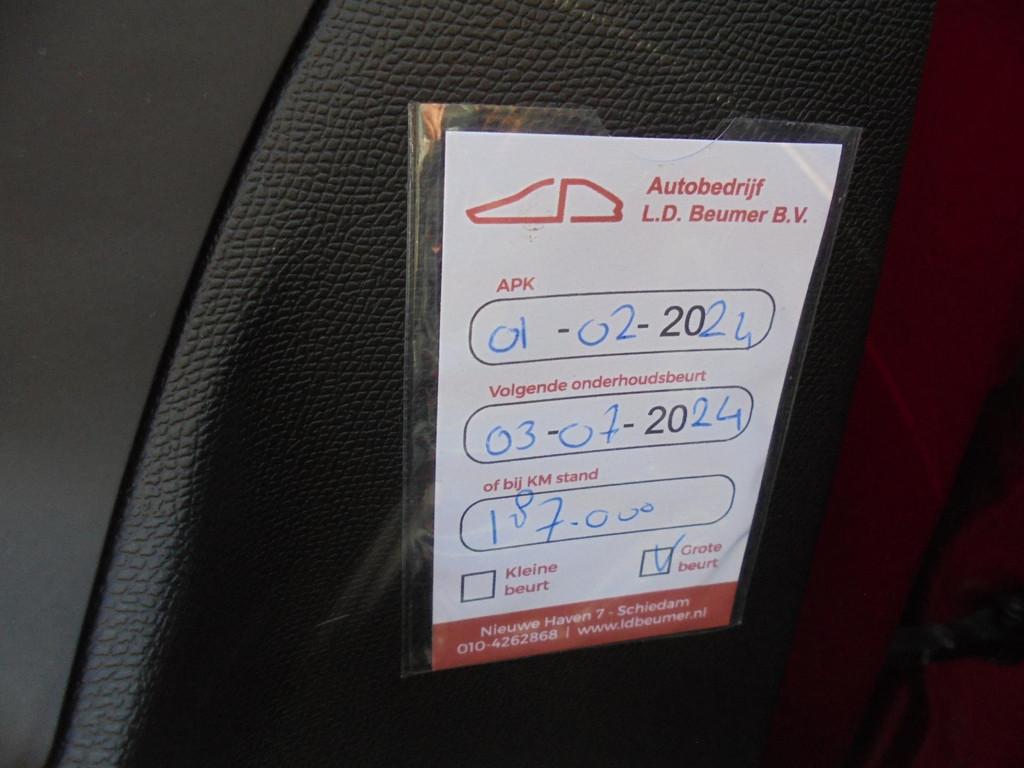 Autobedrijf
L.D. Beumer B.V.
APK
01-02-2024
Volgende onderhoudsbeurt
03-07-2024
of bij KM stand
187.000
Kleine
beurt
Grote
beurt
Nieuwe Haven 7 - Schiedam
010-4262868 | www.ldbeumer.nl